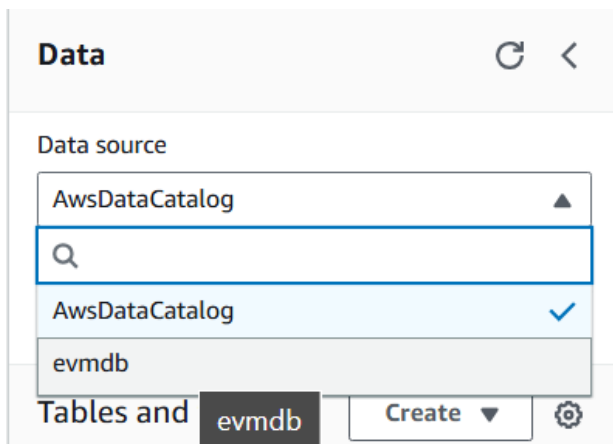 Data
Data source
AwsDataCatalog
AwsDataCatalog
evmdb
Tables and
evmdb
Create